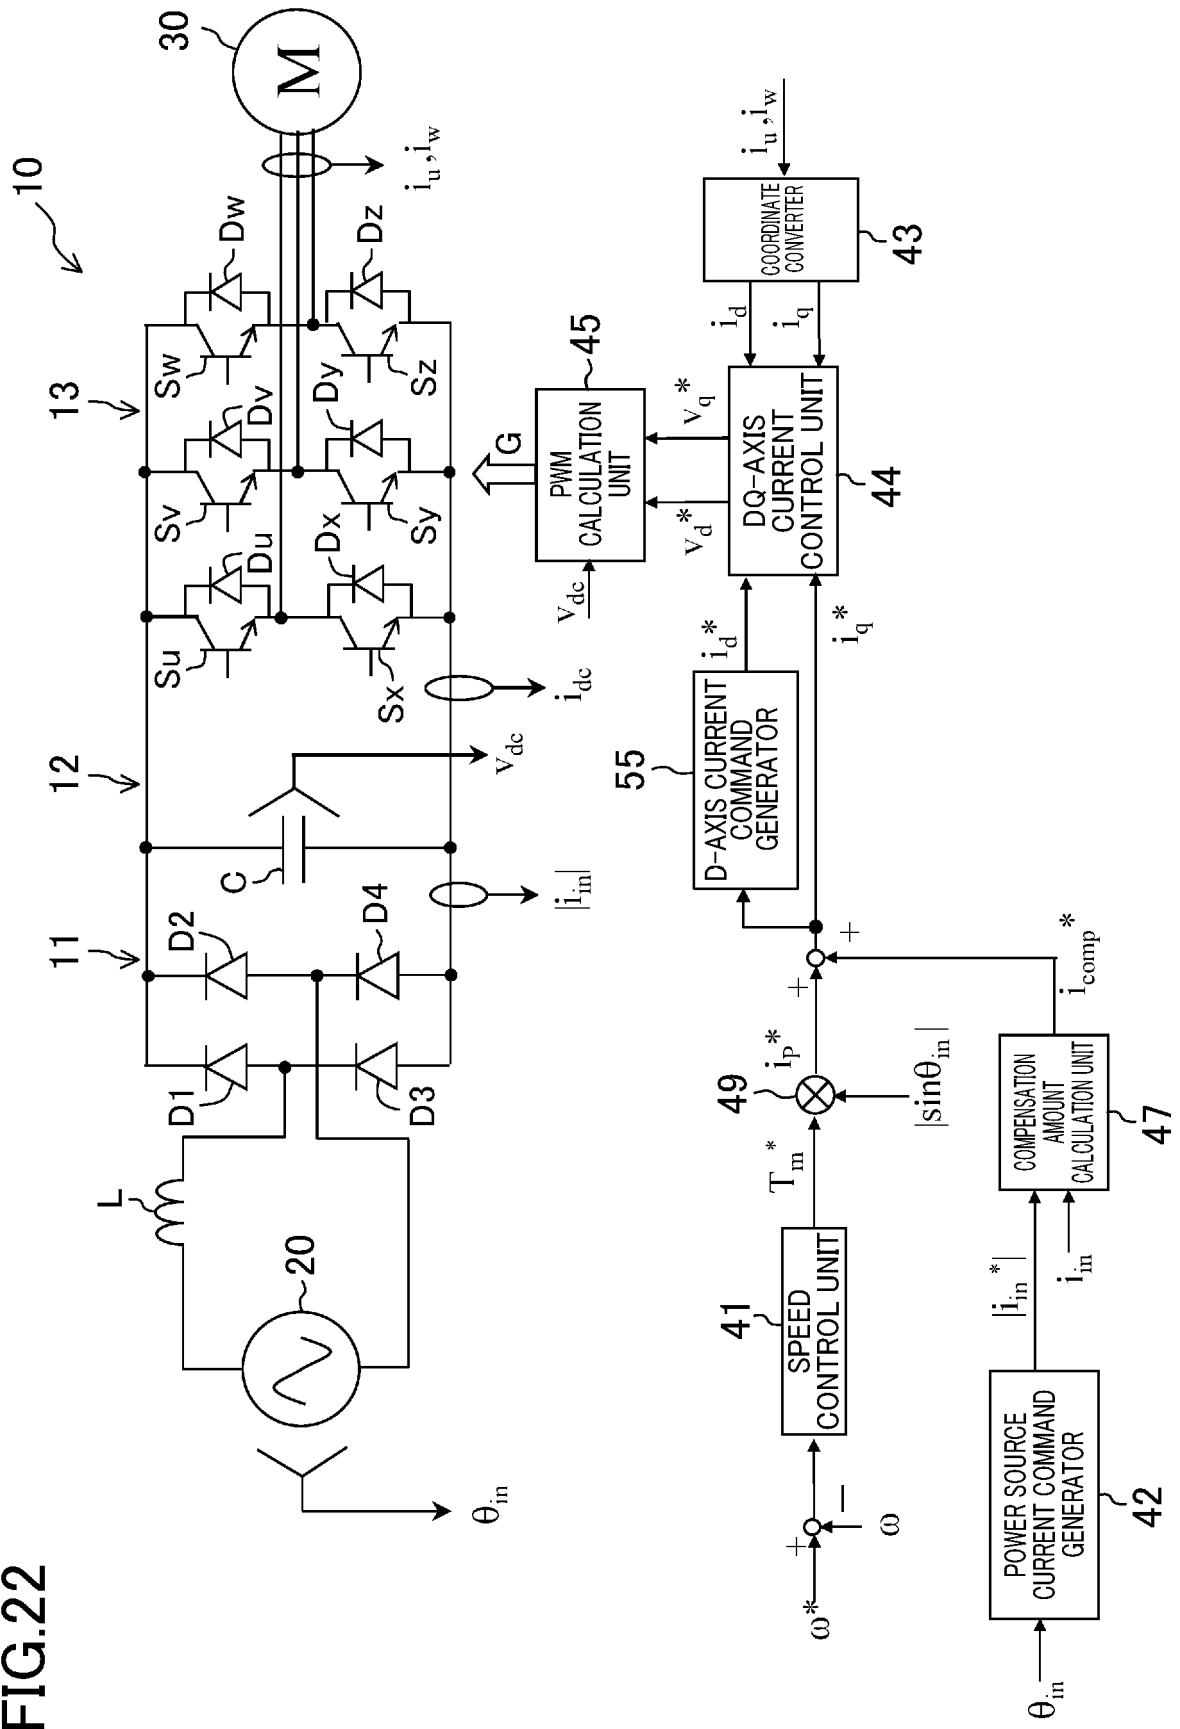 FIG.22
10
11
12
13
30
M
L
20
D1
D2
D3
D4
C
Su
Du
Sv
Dv
Sw
Dw
Sx
Dx
Sy
Dy
Sz
Dz
θin
|iin|
vdc
idc
iu,iw
G
45
PWM
CALCULATION
UNIT
vdc
vd*
vq*
iu,iw
COORDINATE
CONVERTER
43
id
iq
DQ-AXIS
CURRENT
CONTROL UNIT
44
55
D-AXIS CURRENT
COMMAND
GENERATOR
id*
iq*
ω*
+
−
ω
41
SPEED
CONTROL UNIT
Tm*
49
|sinθin|
iP*
+
+
icomp*
θin
POWER SOURCE
CURRENT COMMAND
GENERATOR
42
|iin*|
iin
COMPENSATION
AMOUNT
CALCULATION UNIT
47